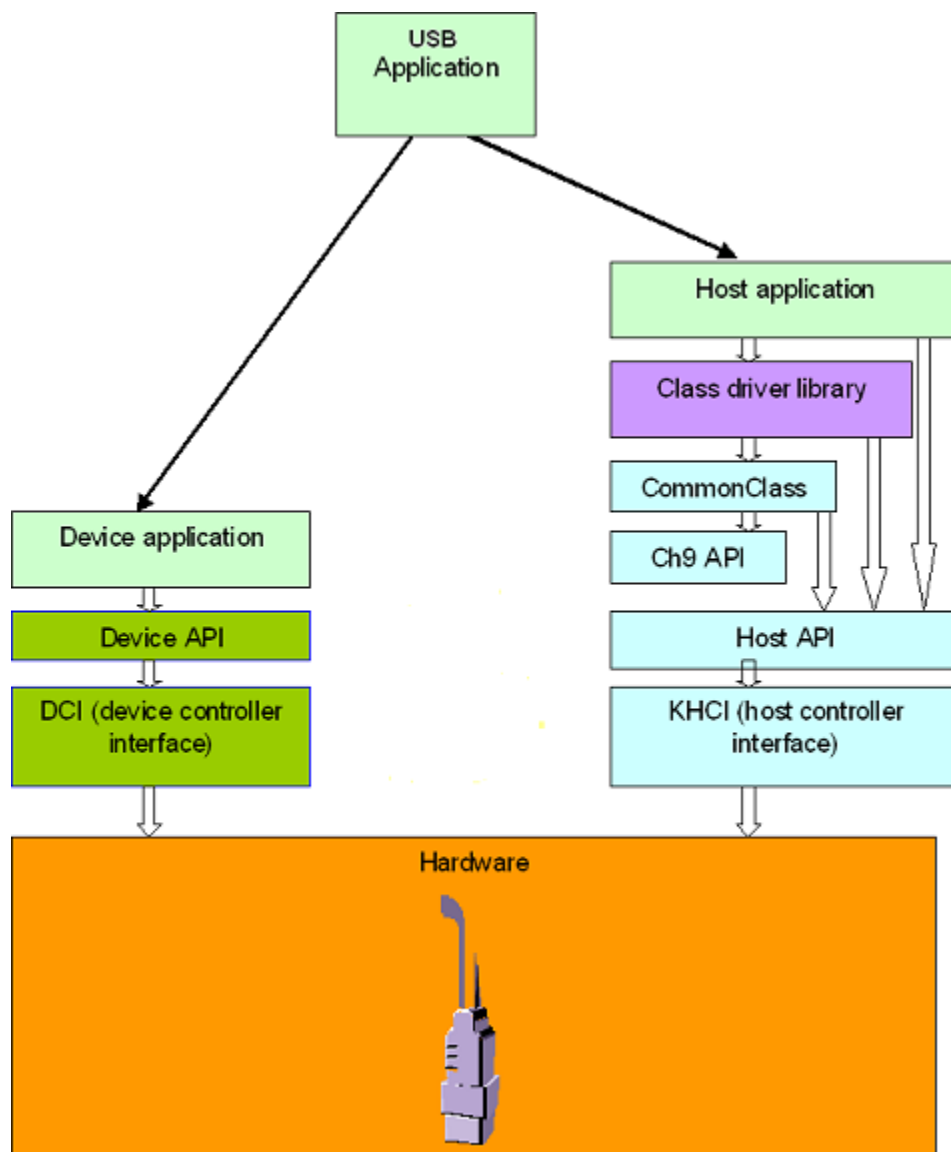 USB
Application
Host application
Class driver library
CommonClass
Ch9 API
Device application
Device API
Host API
DCI (device controller
interface)
KHCI (host controller
interface)
Hardware